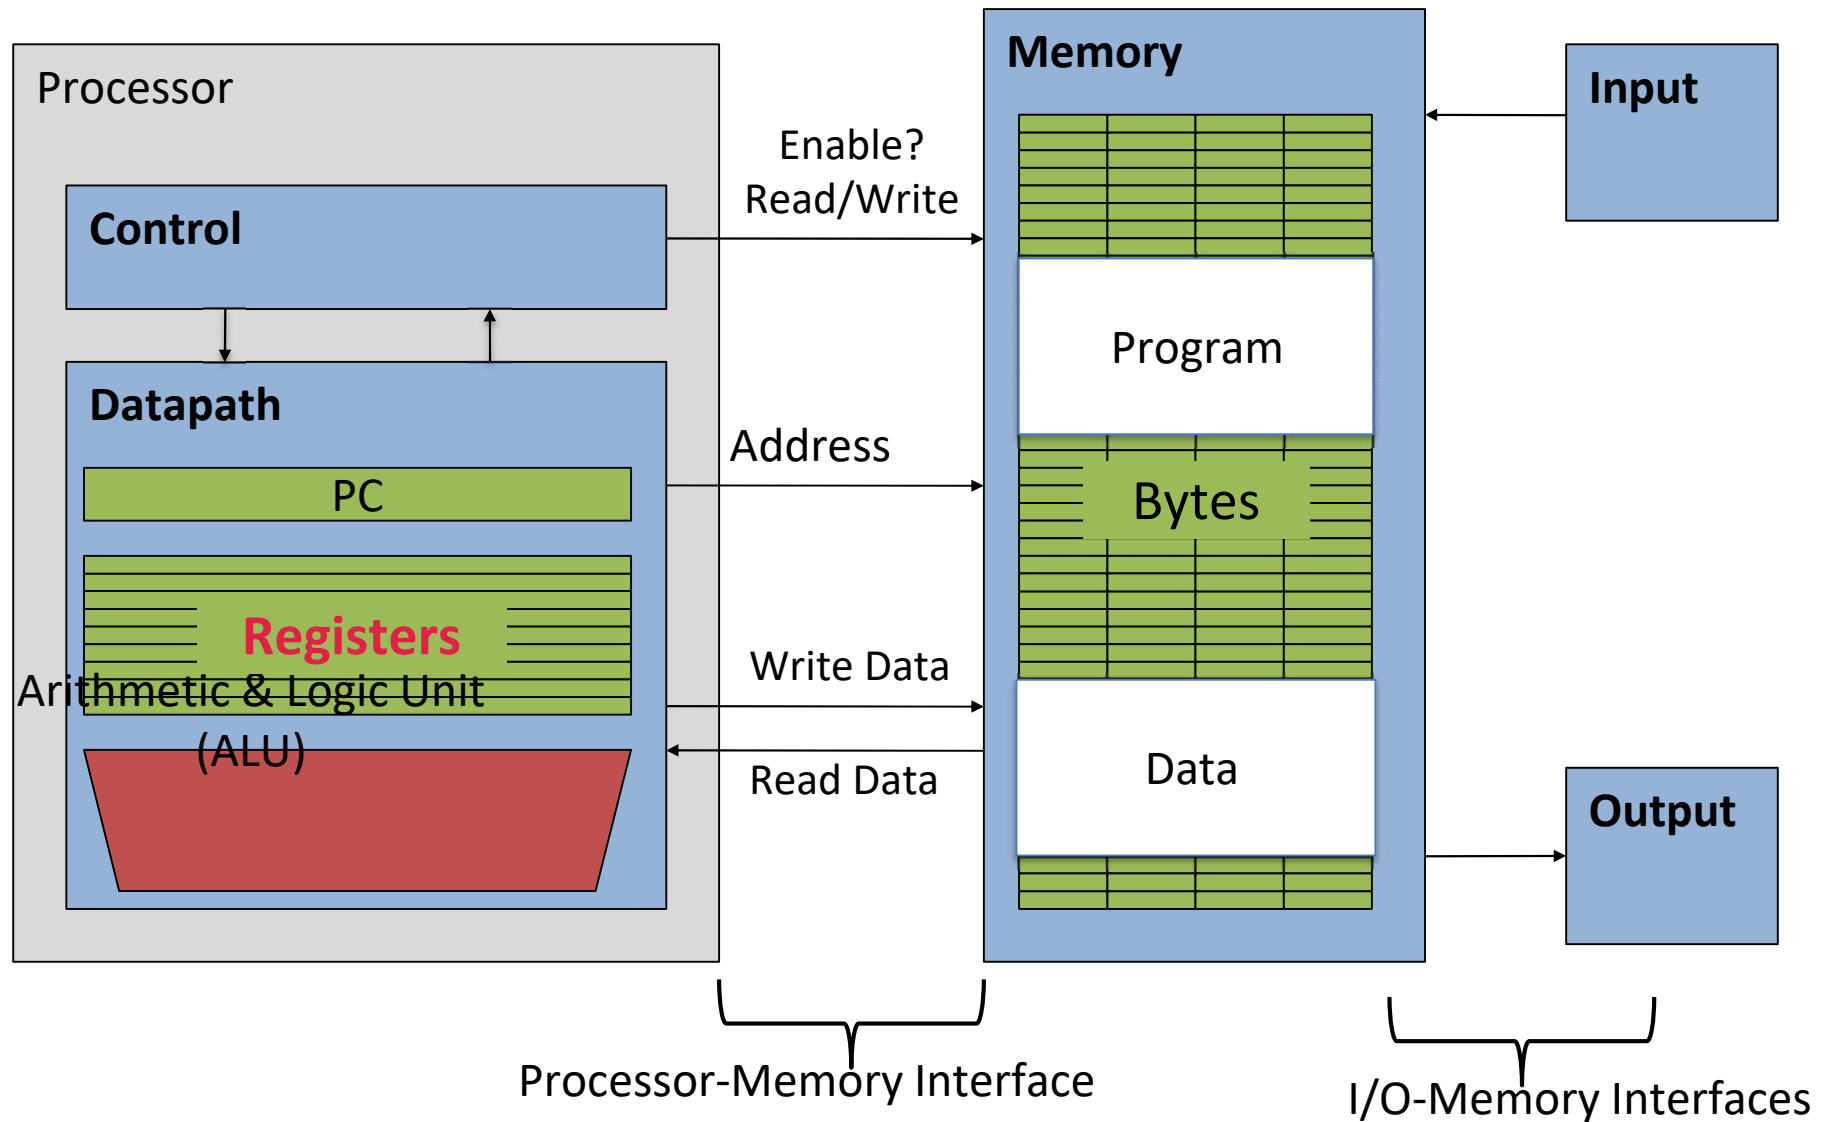 Processor
Control
Datapath
PC
Registers
Arithmetic & Logic Unit
(ALU)
Enable?
Read/Write
Address
Write Data
Read Data
Memory
Program
Bytes
Data
Input
Output
Processor-Memory Interface
I/O-Memory Interfaces